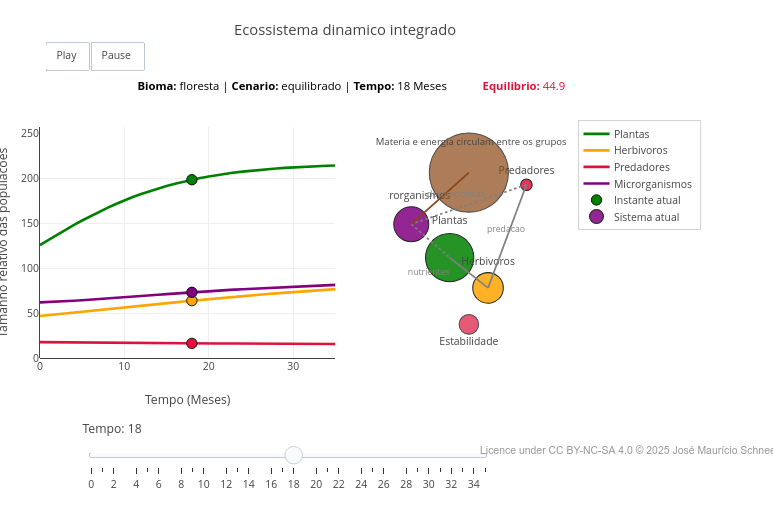 Ecossistema dinamico integrado
Play Pause
Bioma: floresta | Cenario: equilibrado | Tempo: 18 Meses Equilibrio: 44.9
Tamanho relativo das populacoes
250
200
150
100
50
0
0 10 20 30
Tempo (Meses)
Materia e energia circulam entre os grupos
Predadores
rorganismos
Plantas
predacao
Herbivoros
nutrientes
Estabilidade
Plantas
Herbivoros
Predadores
Microrganismos
Instante atual
Sistema atual
Tempo: 18
0 2 4 6 8 10 12 14 16 18 20 22 24 26 28 30 32 34
Licence under CC BY-NC-SA 4.0 © 2025 José Maurício Schnee